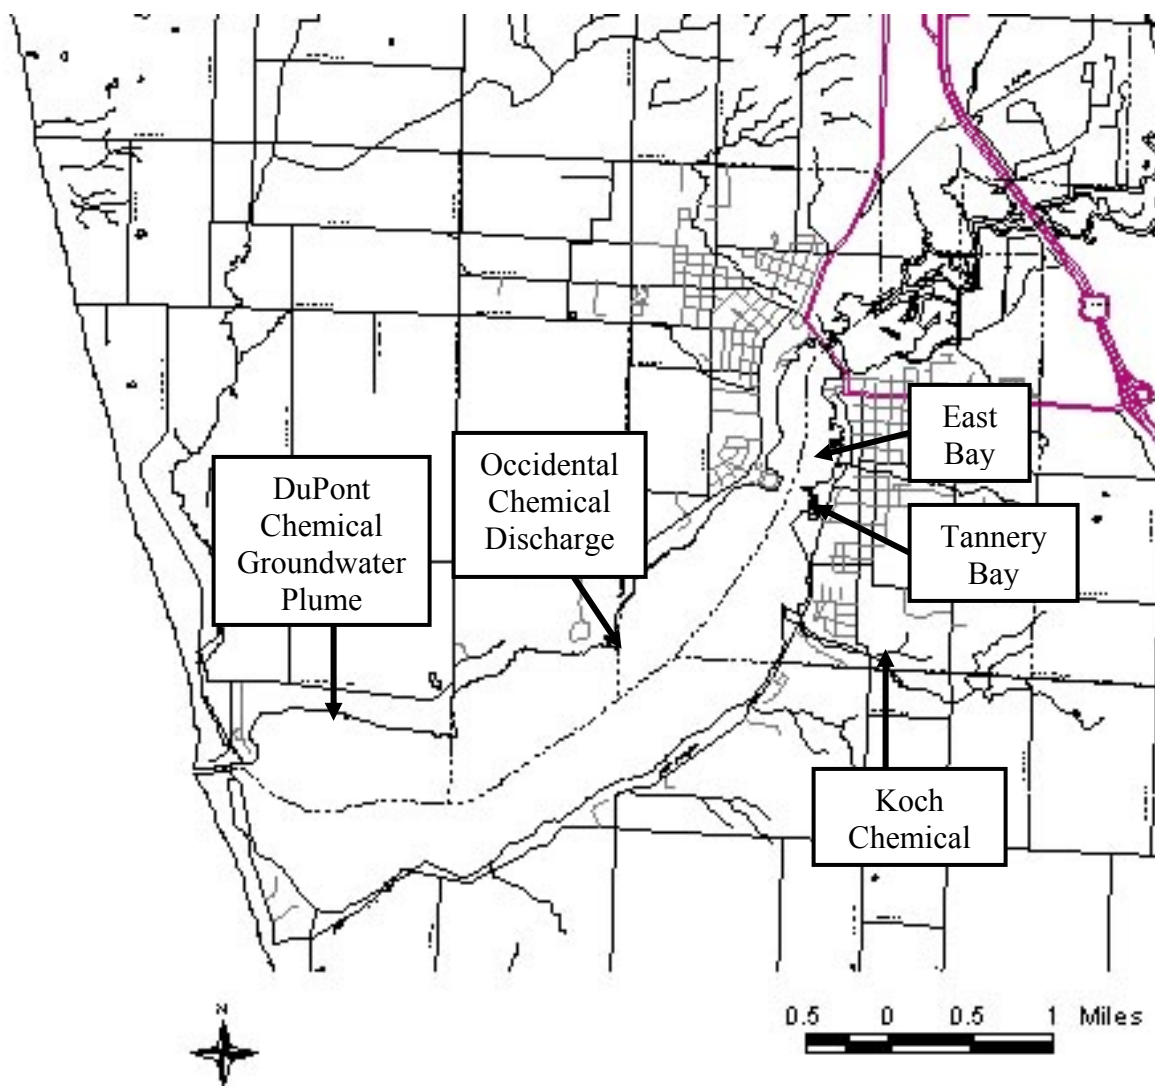 East
Bay
Occidental
Chemical
Discharge
DuPont
Chemical
Groundwater
Plume
Tannery
Bay
Koch
Chemical
N
0.5 0 0.5 1 Miles